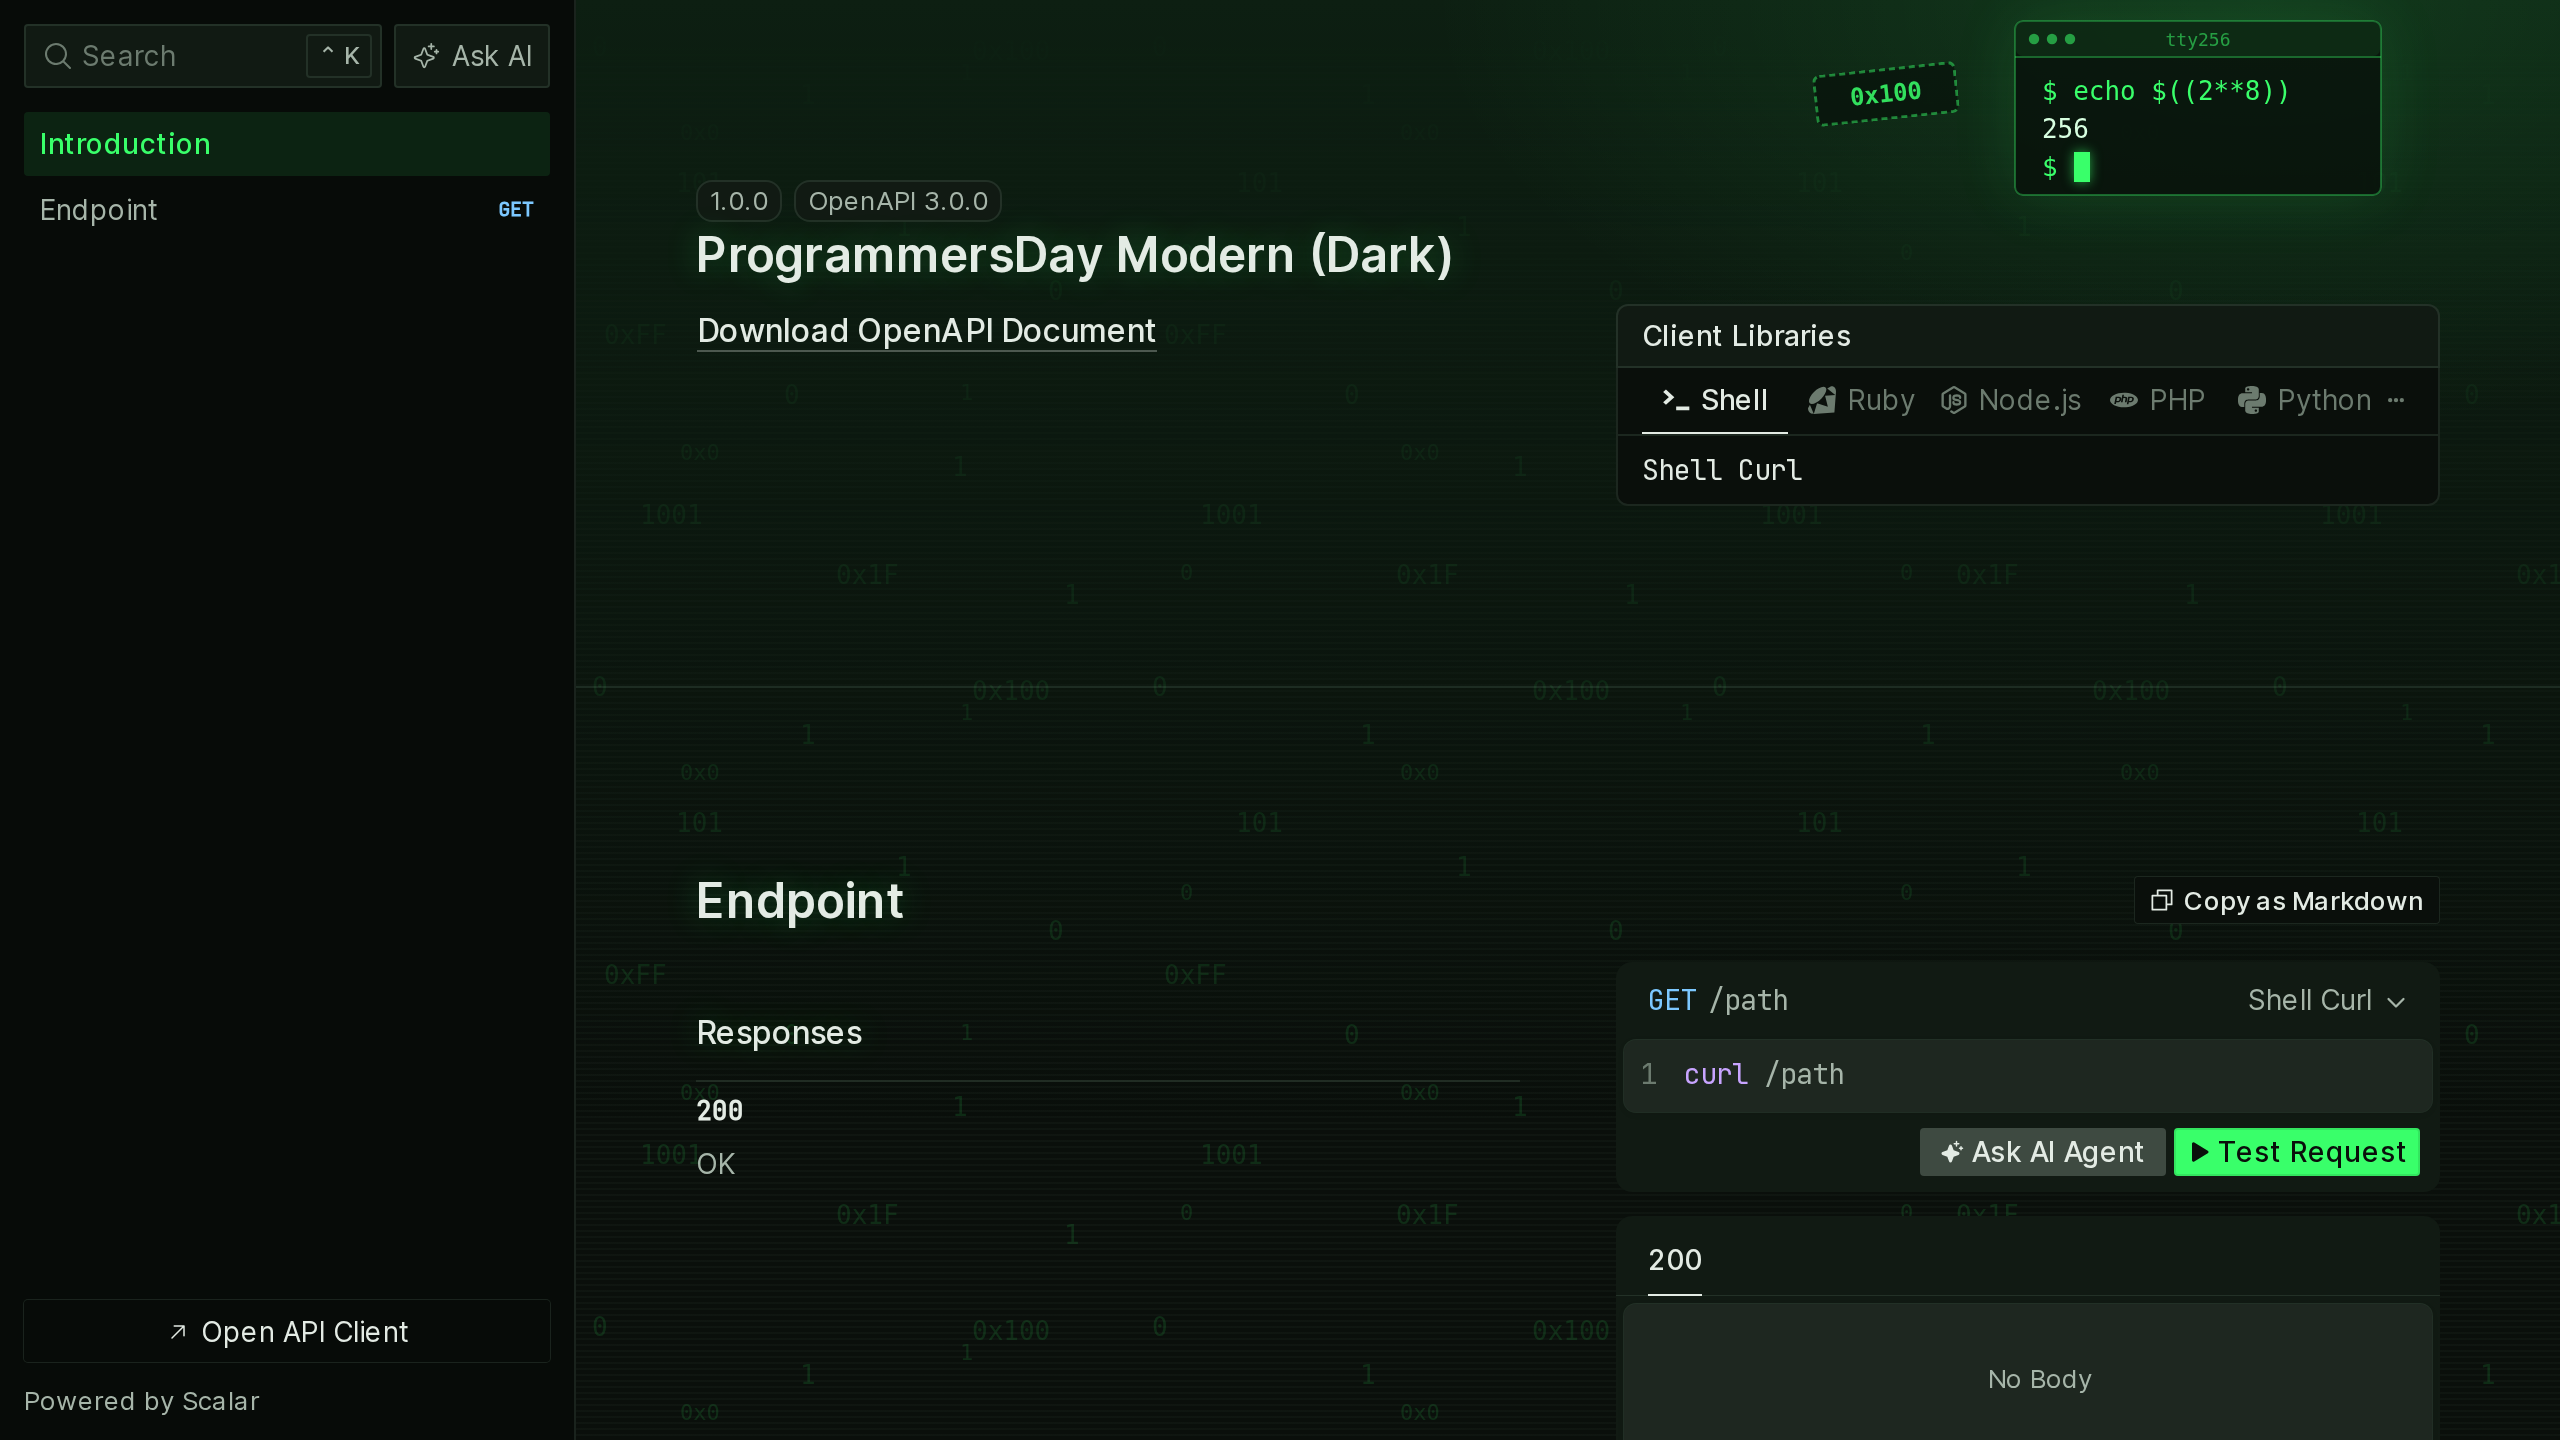 Search
⌃ K
Ask AI
Introduction
Endpoint
GET
Open API Client
Powered by Scalar
0x100
tty256
$ echo $((2**8))
256
$
1.0.0
OpenAPI 3.0.0
ProgrammersDay Modern (Dark)
Download OpenAPI Document
Client Libraries
Shell
Ruby
Node.js
PHP
Python
Shell Curl
Endpoint
Copy as Markdown
Responses
200
OK
GET /path
Shell Curl
1 curl /path
Ask AI Agent
Test Request
200
No Body